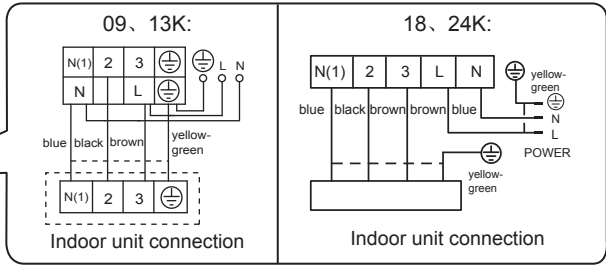 09、13K:
N(1) 2 3
L N
N L
blue black brown yellow-
green
N(1) 2 3
Indoor unit connection
18、24K:
N(1) 2 3 L N
yellow-
green
blue black brown brown blue
N
L
POWER
yellow-
green
Indoor unit connection